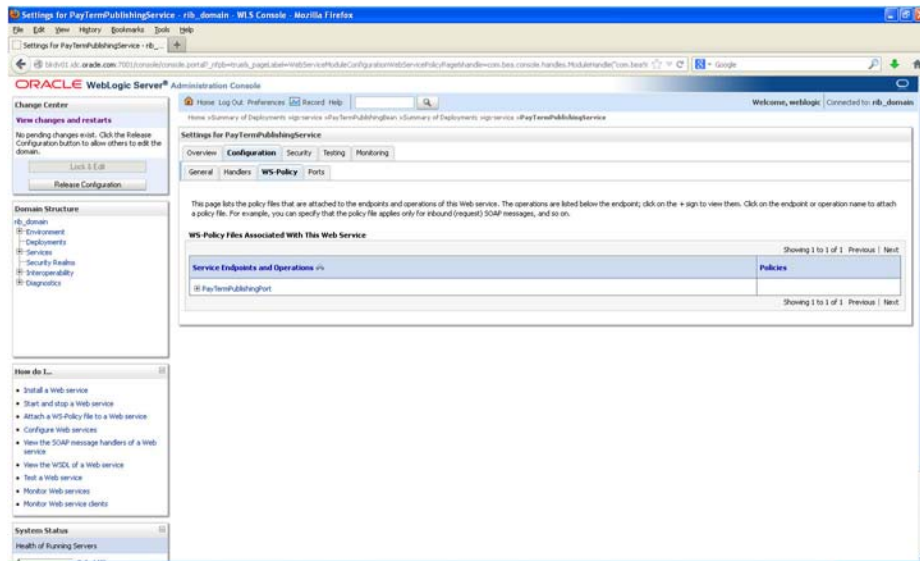 Settings for PayTermPublishingService - rib_domain - WLS Console - Mozilla Firefox
File Edit View History Bookmarks Tools Help
Settings for PayTermPublishingService - rib_...
Google
ORACLE WebLogic Server® Administration Console
Change Center
View changes and restarts
No pending changes exist. Click the Release
Configuration button to allow others to edit the
domain.
Lock & Edit
Release Configuration
Domain Structure
rib_domain
Environment
Deployments
Services
Security Realms
Interoperability
Diagnostics
How do I...
Install a Web service
Start and stop a Web service
Attach a WS-Policy file to a Web service
Configure Web services
View the SOAP message handlers of a Web
service
View the WSDL of a Web service
Test a Web service
Monitor Web services
Monitor Web service clients
System Status
Health of Running Servers
Home Log Out Preferences Record Help
Welcome, weblogic Connected to: rib_domain
Home >Summary of Deployments >PayTermPublishingBean >Summary of Deployments >PayTermPublishingService
Settings for PayTermPublishingService
Overview Configuration Security Testing Monitoring
General Handlers WS-Policy Ports
This page lists the policy files that are attached to the endpoints and operations of this Web service. The operations are listed below the endpoint; click on the + sign to view them. Click on the endpoint or operation name to attach
a policy file. For example, you can specify that the policy file applies only for inbound (request) SOAP messages, and so on.
WS-Policy Files Associated With This Web Service
Showing 1 to 1 of 1 Previous | Next
Service Endpoints and Operations Policies
PayTermPublishingPort
Showing 1 to 1 of 1 Previous | Next